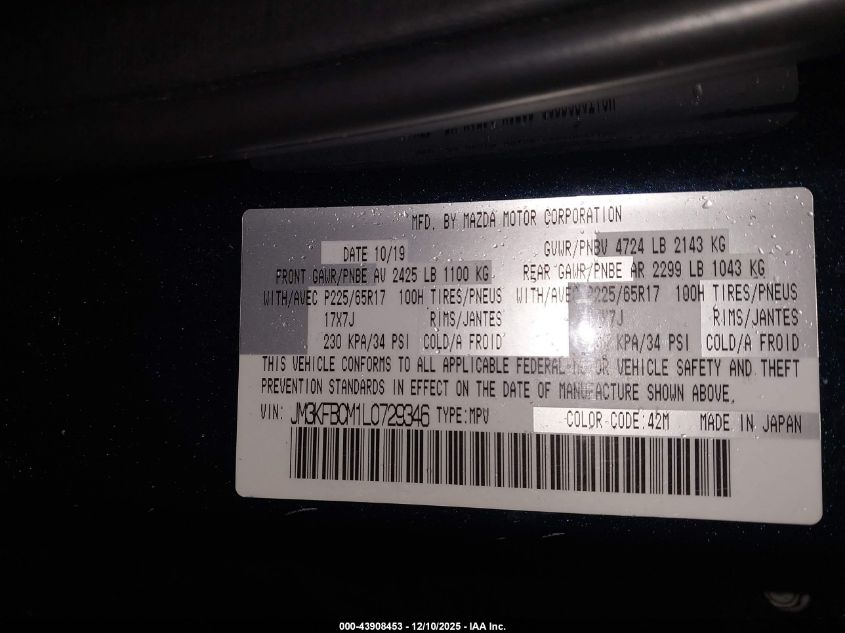 MFD. BY MAZDA MOTOR CORPORATION
DATE 10/19 GVWR/PNBV 4724 LB 2143 KG
FRONT GAWR/PNBE AV 2425 LB 1100 KG REAR GAWR/PNBE AR 2299 LB 1043 KG
WITH/AVEC P225/65R17 100H TIRES/PNEUS WITH/AVEC P225/65R17 100H TIRES/PNEUS
17X7J RIMS/JANTES 17X7J RIMS/JANTES
230 KPA/34 PSI COLD/A FROID KPA/34 PSI COLD/A FROID
THIS VEHICLE CONFORMS TO ALL APPLICABLE FEDERAL MOTOR VEHICLE SAFETY AND THEFT
PREVENTION STANDARDS IN EFFECT ON THE DATE OF MANUFACTURE SHOWN ABOVE.
VIN: JM3KFBCM1L0729346 TYPE:MPV COLOR CODE:42M MADE IN JAPAN
000-43908453 - 12/10/2025 - IAA Inc.